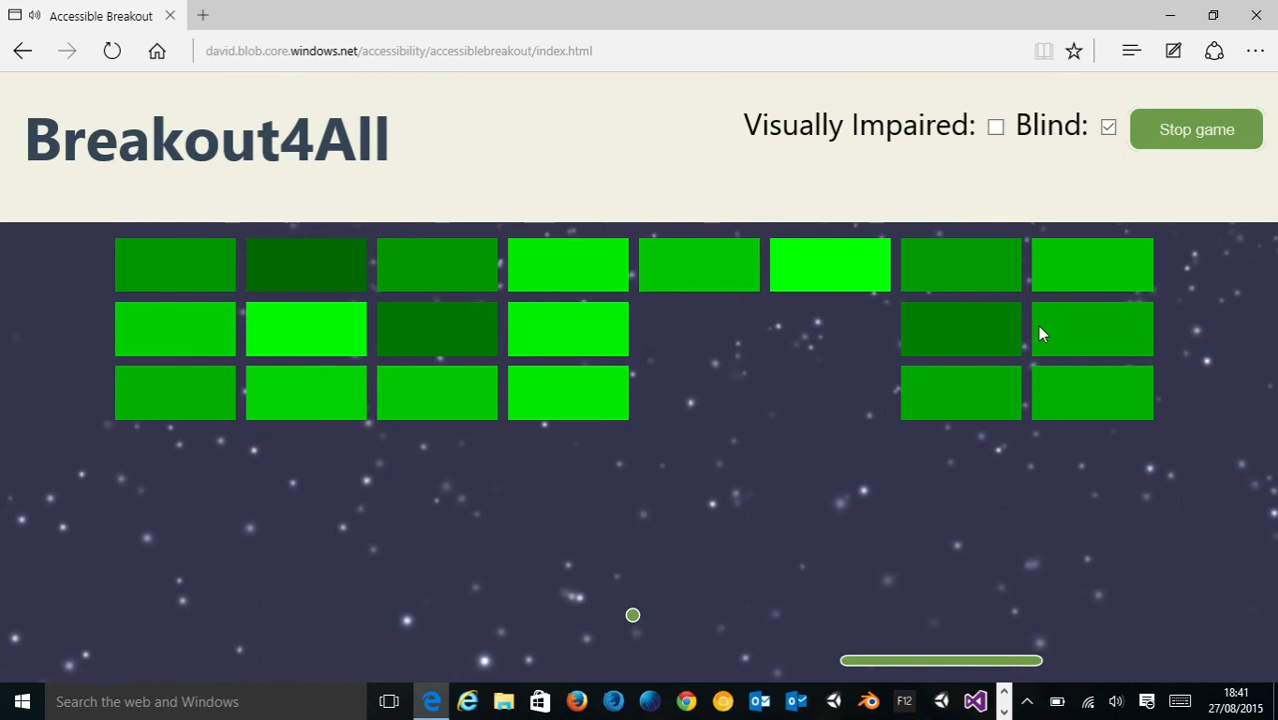 Accessible Breakout
david.blob.core.windows.net/accessibility/accessiblebreakout/index.html
Breakout4All
Visually Impaired: Blind: Stop game
Search the web and Windows
F12
18:41
27/08/2015